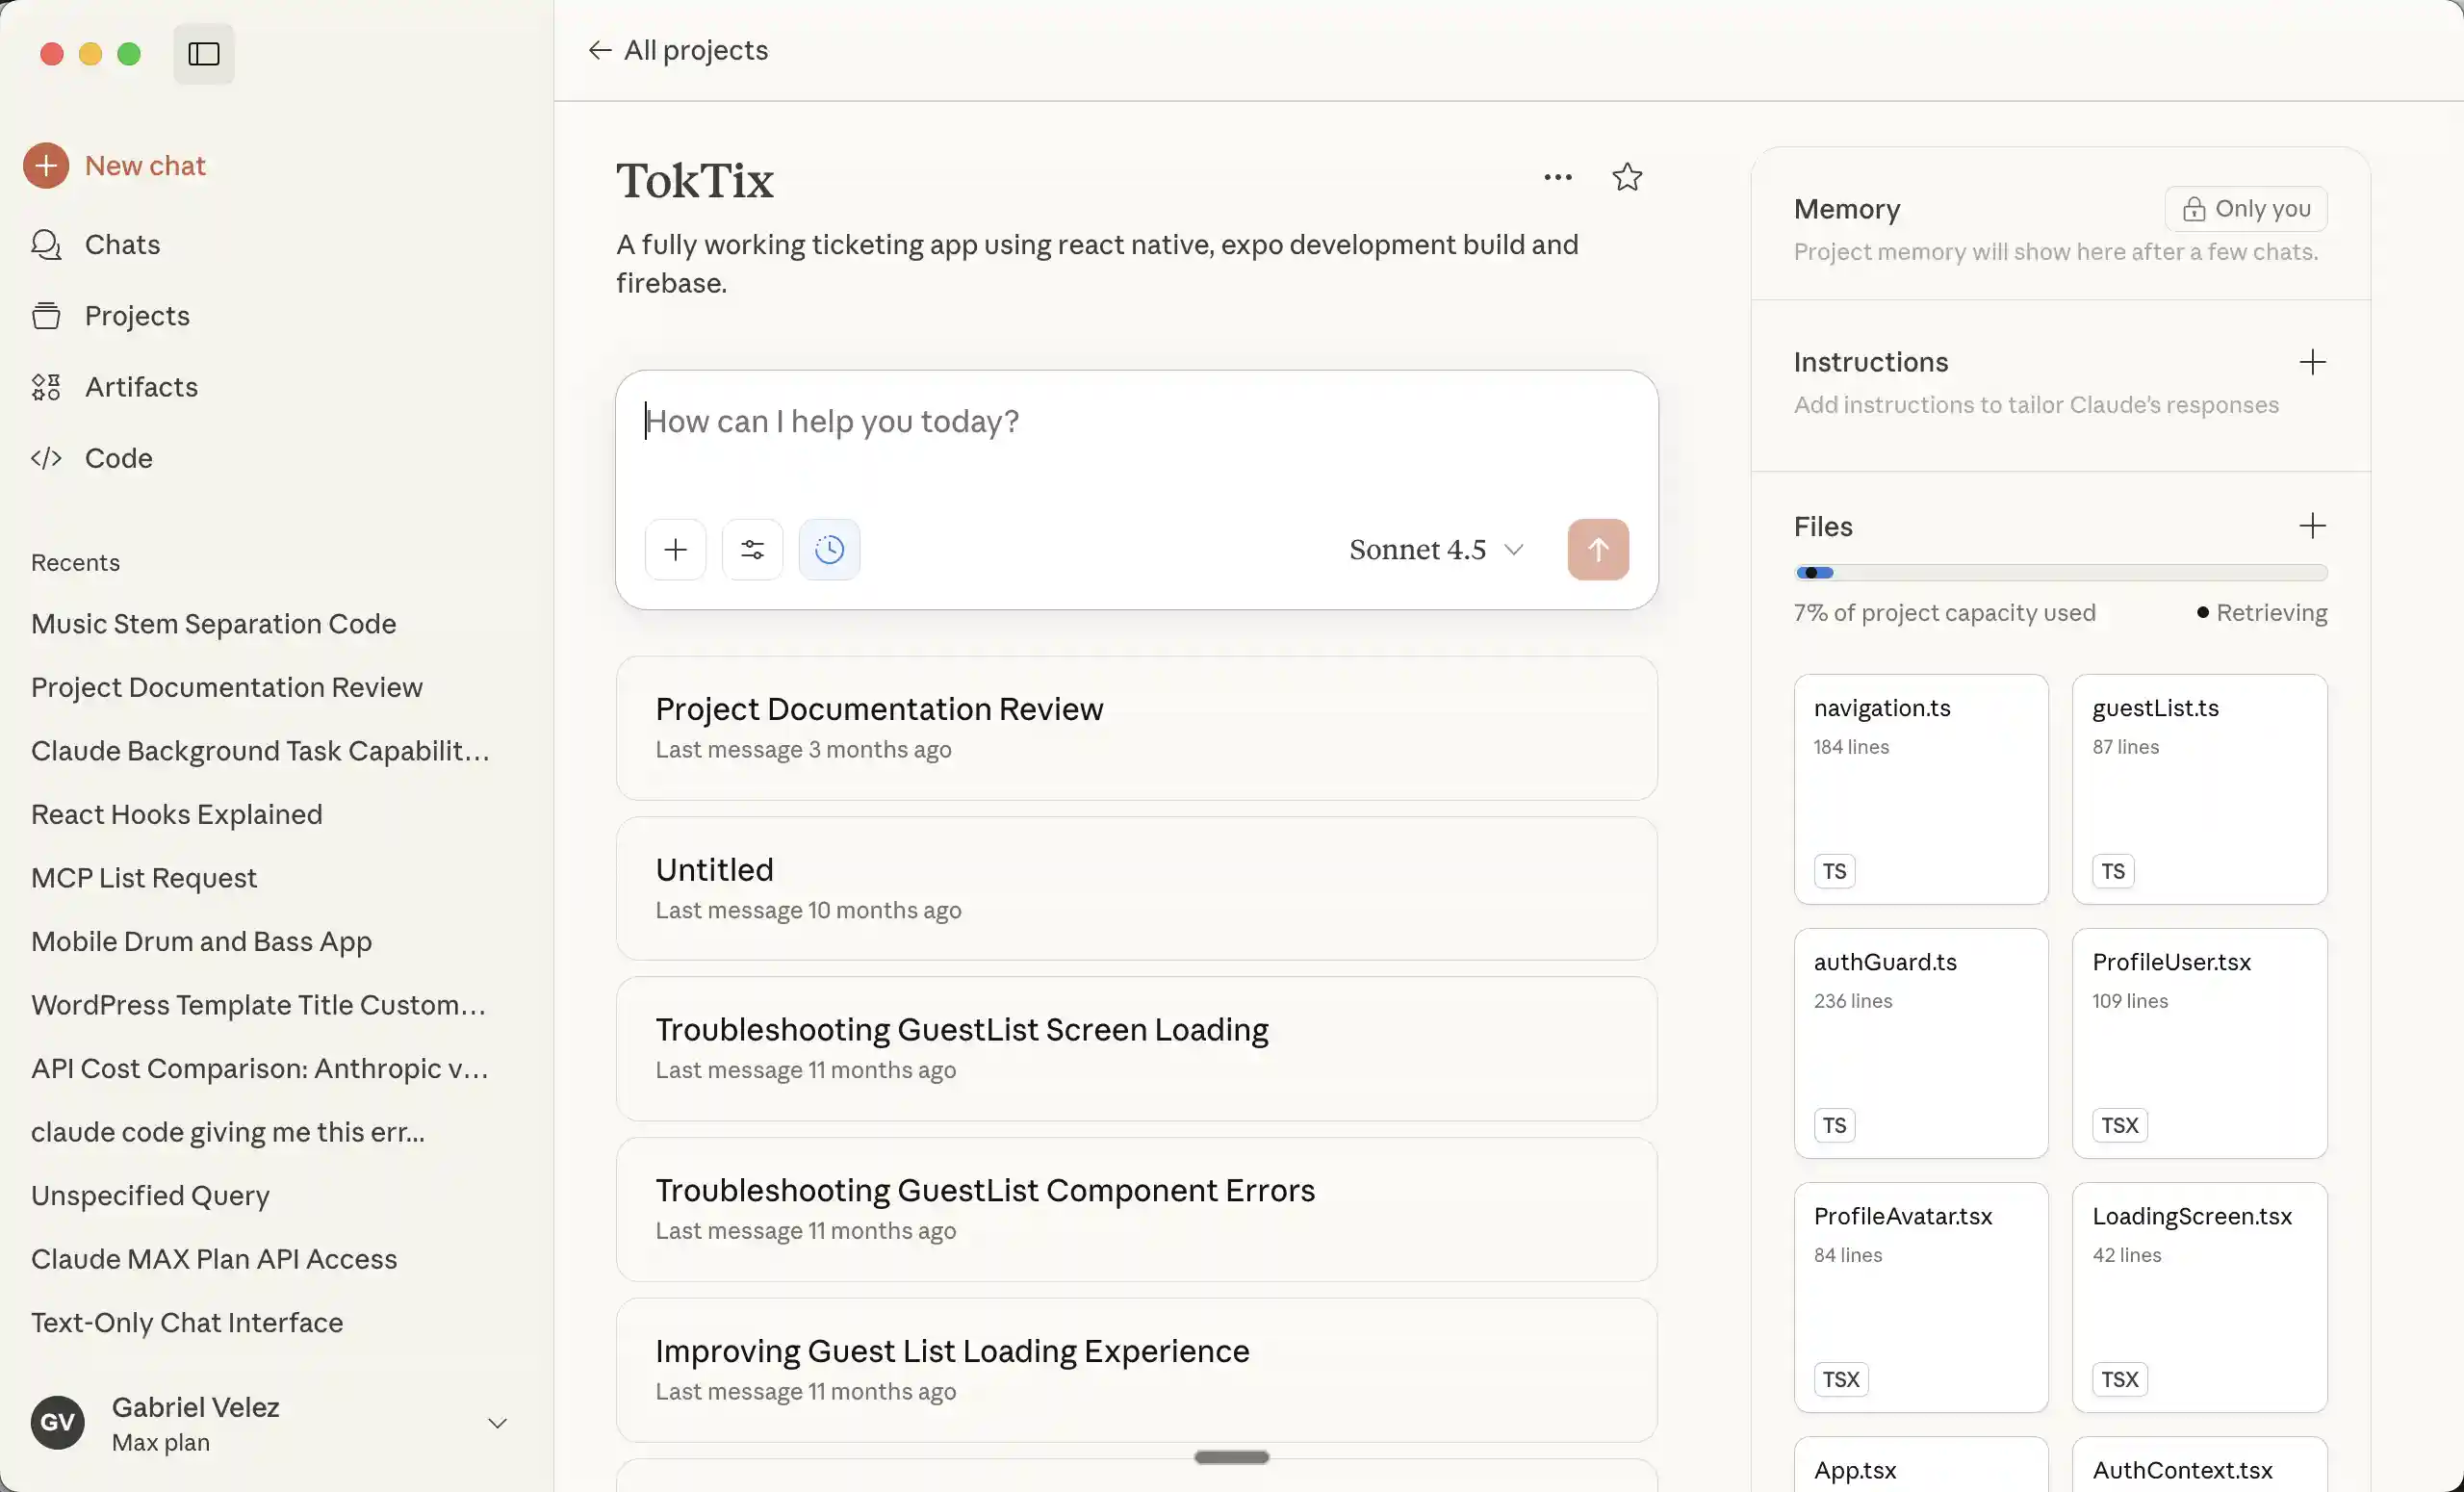 All projects
New chat
Chats
Projects
Artifacts
Code
Recents
Music Stem Separation Code
Project Documentation Review
Claude Background Task Capabilit...
React Hooks Explained
MCP List Request
Mobile Drum and Bass App
WordPress Template Title Custom...
API Cost Comparison: Anthropic v...
claude code giving me this err...
Unspecified Query
Claude MAX Plan API Access
Text-Only Chat Interface
GV
Gabriel Velez
Max plan
TokTix
A fully working ticketing app using react native, expo development build and
firebase.
How can I help you today?
Sonnet 4.5
Project Documentation Review
Last message 3 months ago
Untitled
Last message 10 months ago
Troubleshooting GuestList Screen Loading
Last message 11 months ago
Troubleshooting GuestList Component Errors
Last message 11 months ago
Improving Guest List Loading Experience
Last message 11 months ago
Memory
Only you
Project memory will show here after a few chats.
Instructions
Add instructions to tailor Claude's responses
Files
7% of project capacity used
Retrieving
navigation.ts
184 lines
TS
guestList.ts
87 lines
TS
authGuard.ts
236 lines
TS
ProfileUser.tsx
109 lines
TSX
ProfileAvatar.tsx
84 lines
TSX
LoadingScreen.tsx
42 lines
TSX
App.tsx
AuthContext.tsx